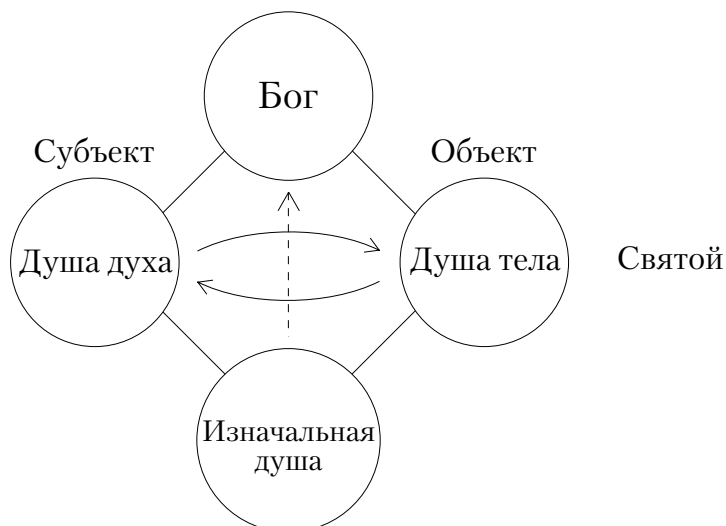 Бог
Субъект
Объект
Душа духа
Душа тела
Святой
Изначальная
душа